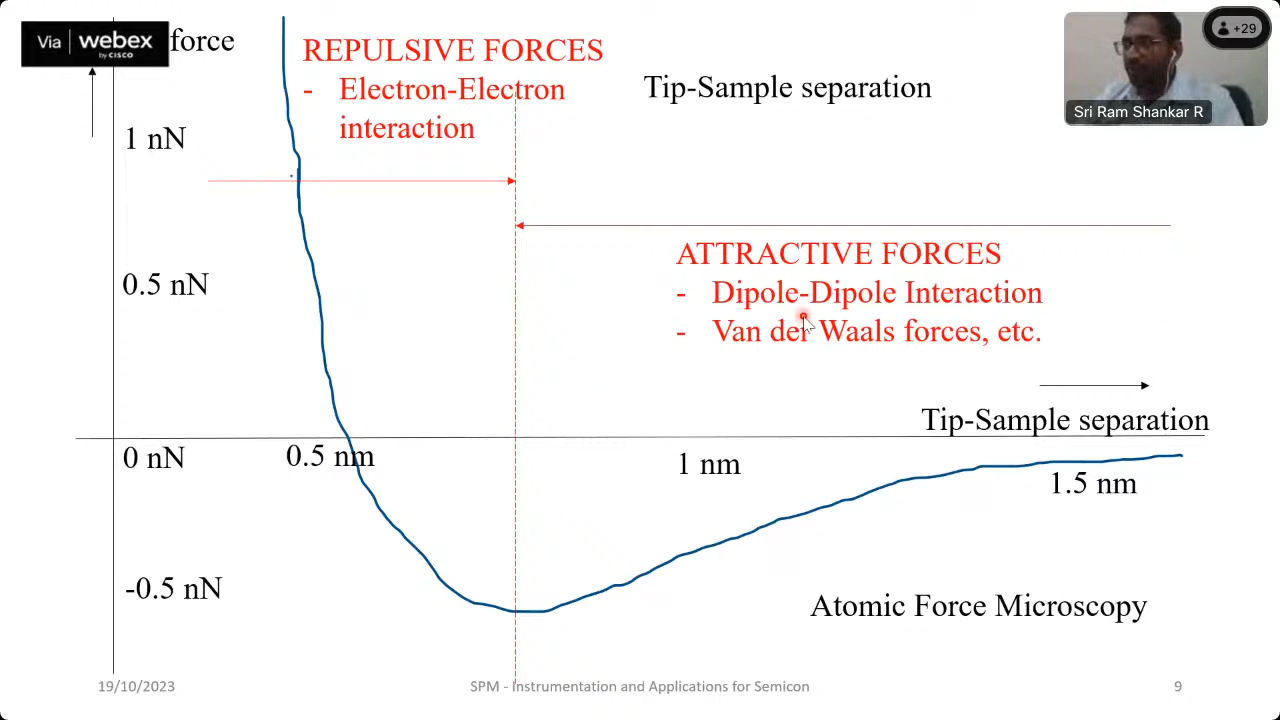 Via webex
by CISCO
force
REPULSIVE FORCES
- Electron-Electron
interaction
Tip-Sample separation
+29
Sri Ram Shankar R
1 nN
ATTRACTIVE FORCES
0.5 nN
- Dipole-Dipole Interaction
- Van der Waals forces, etc.
Tip-Sample separation
0 nN
0.5 nm
1 nm
1.5 nm
-0.5 nN
Atomic Force Microscopy
19/10/2023
SPM - Instrumentation and Applications for Semicon
9